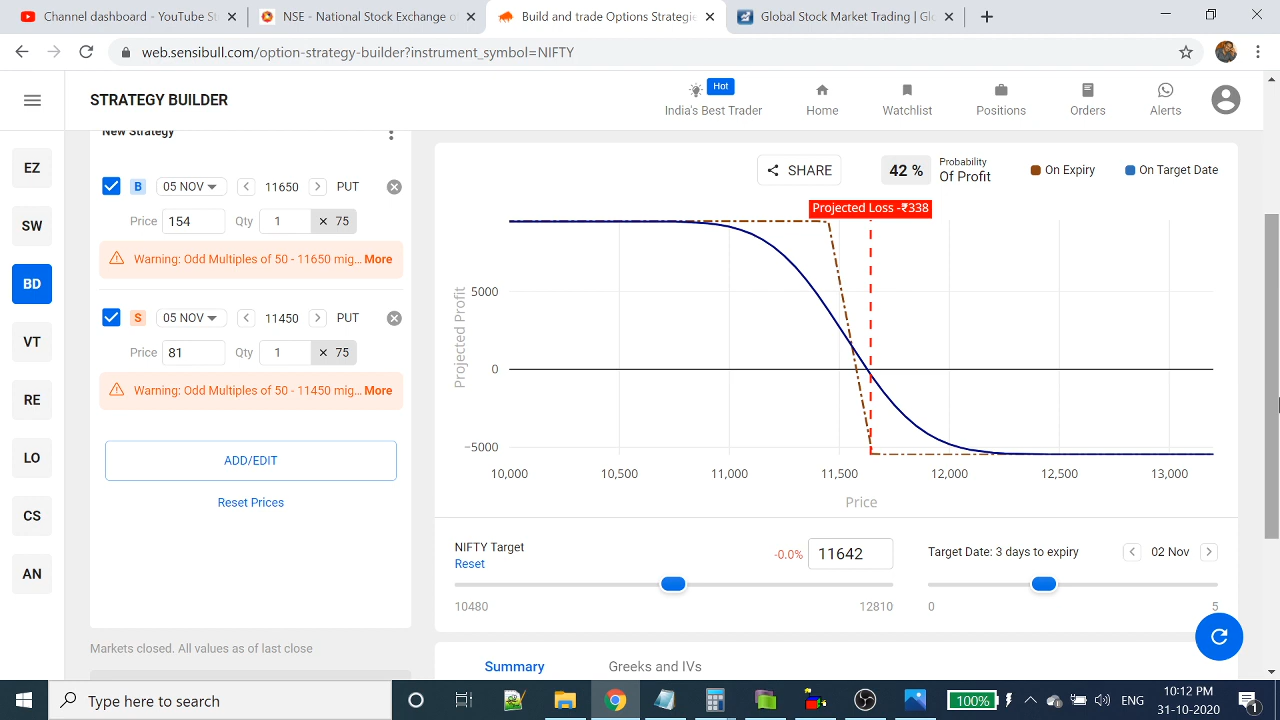 Channel dashboard - YouTube St
NSE - National Stock Exchange o
Build and trade Options Strategie
Global Stock Market Trading | Gl
web.sensibull.com/option-strategy-builder?instrument_symbol=NIFTY
STRATEGY BUILDER
Hot
India's Best Trader
Home
Watchlist
Positions
Orders
Alerts
EZ
SW
BD
VT
RE
LO
CS
AN
New Strategy
B 05 NOV 11650 PUT
Price 154 Qty 1 × 75
Warning: Odd Multiples of 50 - 11650 mig... More
S 05 NOV 11450 PUT
Price 81 Qty 1 × 75
Warning: Odd Multiples of 50 - 11450 mig... More
ADD/EDIT
Reset Prices
Markets closed. All values as of last close
SHARE
42 %
Probability
Of Profit
On Expiry
On Target Date
Projected Loss -₹338
Projected Profit
5000
0
−5000
10,000 10,500 11,000 11,500 12,000 12,500 13,000
Price
NIFTY Target
Reset
-0.0% 11642
10480 12810
Target Date: 3 days to expiry 02 Nov
0 5
Summary Greeks and IVs
Type here to search
100%
ENG
10:12 PM
31-10-2020
1